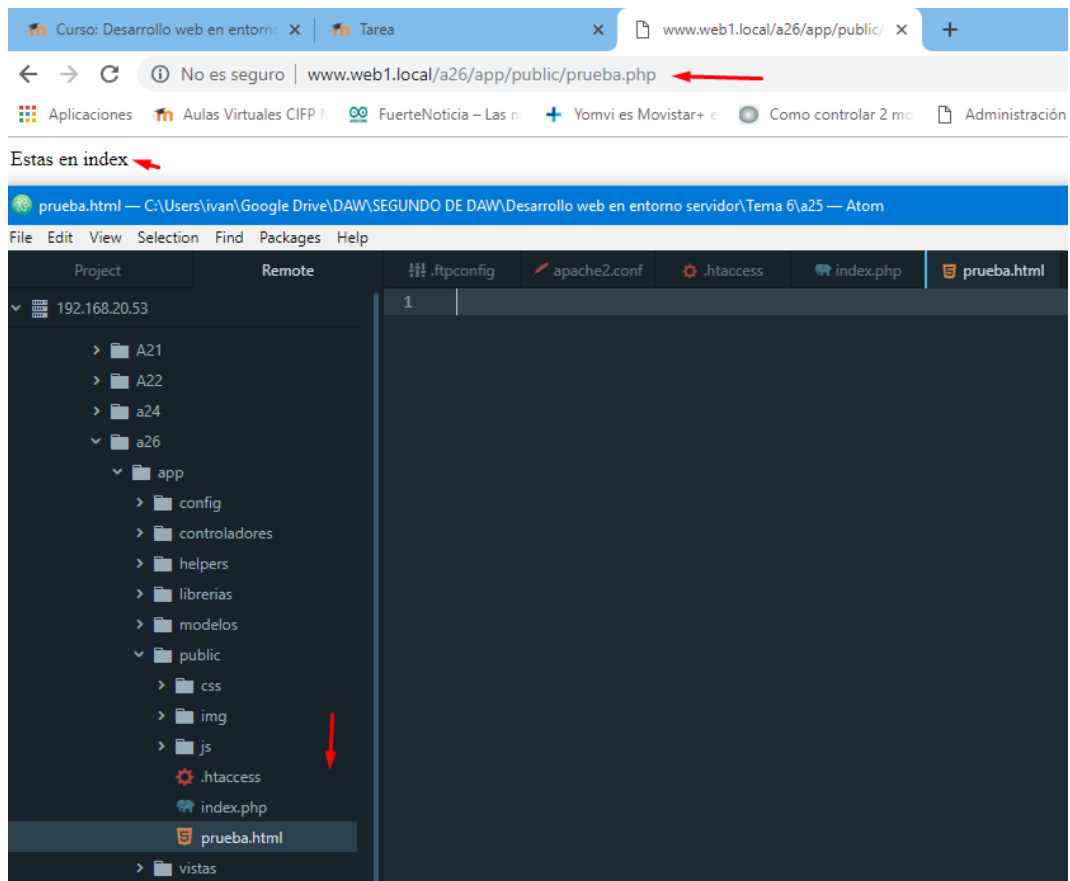 Curso: Desarrollo web en entorn
Tarea
www.web1.local/a26/app/public/
No es seguro
www.web1.local/a26/app/public/prueba.php
Aplicaciones
Aulas Virtuales CIFP
FuerteNoticia – Las n
Yomvi es Movistar+ e
Como controlar 2 mo
Administración
Estas en index
prueba.html — C:\Users\ivan\Google Drive\DAW\SEGUNDO DE DAW\Desarrollo web en entorno servidor\Tema 6\a25 — Atom
File Edit View Selection Find Packages Help
Project
Remote
.ftpconfig
apache2.conf
.htaccess
index.php
prueba.html
192.168.20.53
1
A21
A22
a24
a26
app
config
controladores
helpers
librerias
modelos
public
css
img
js
.htaccess
index.php
prueba.html
vistas